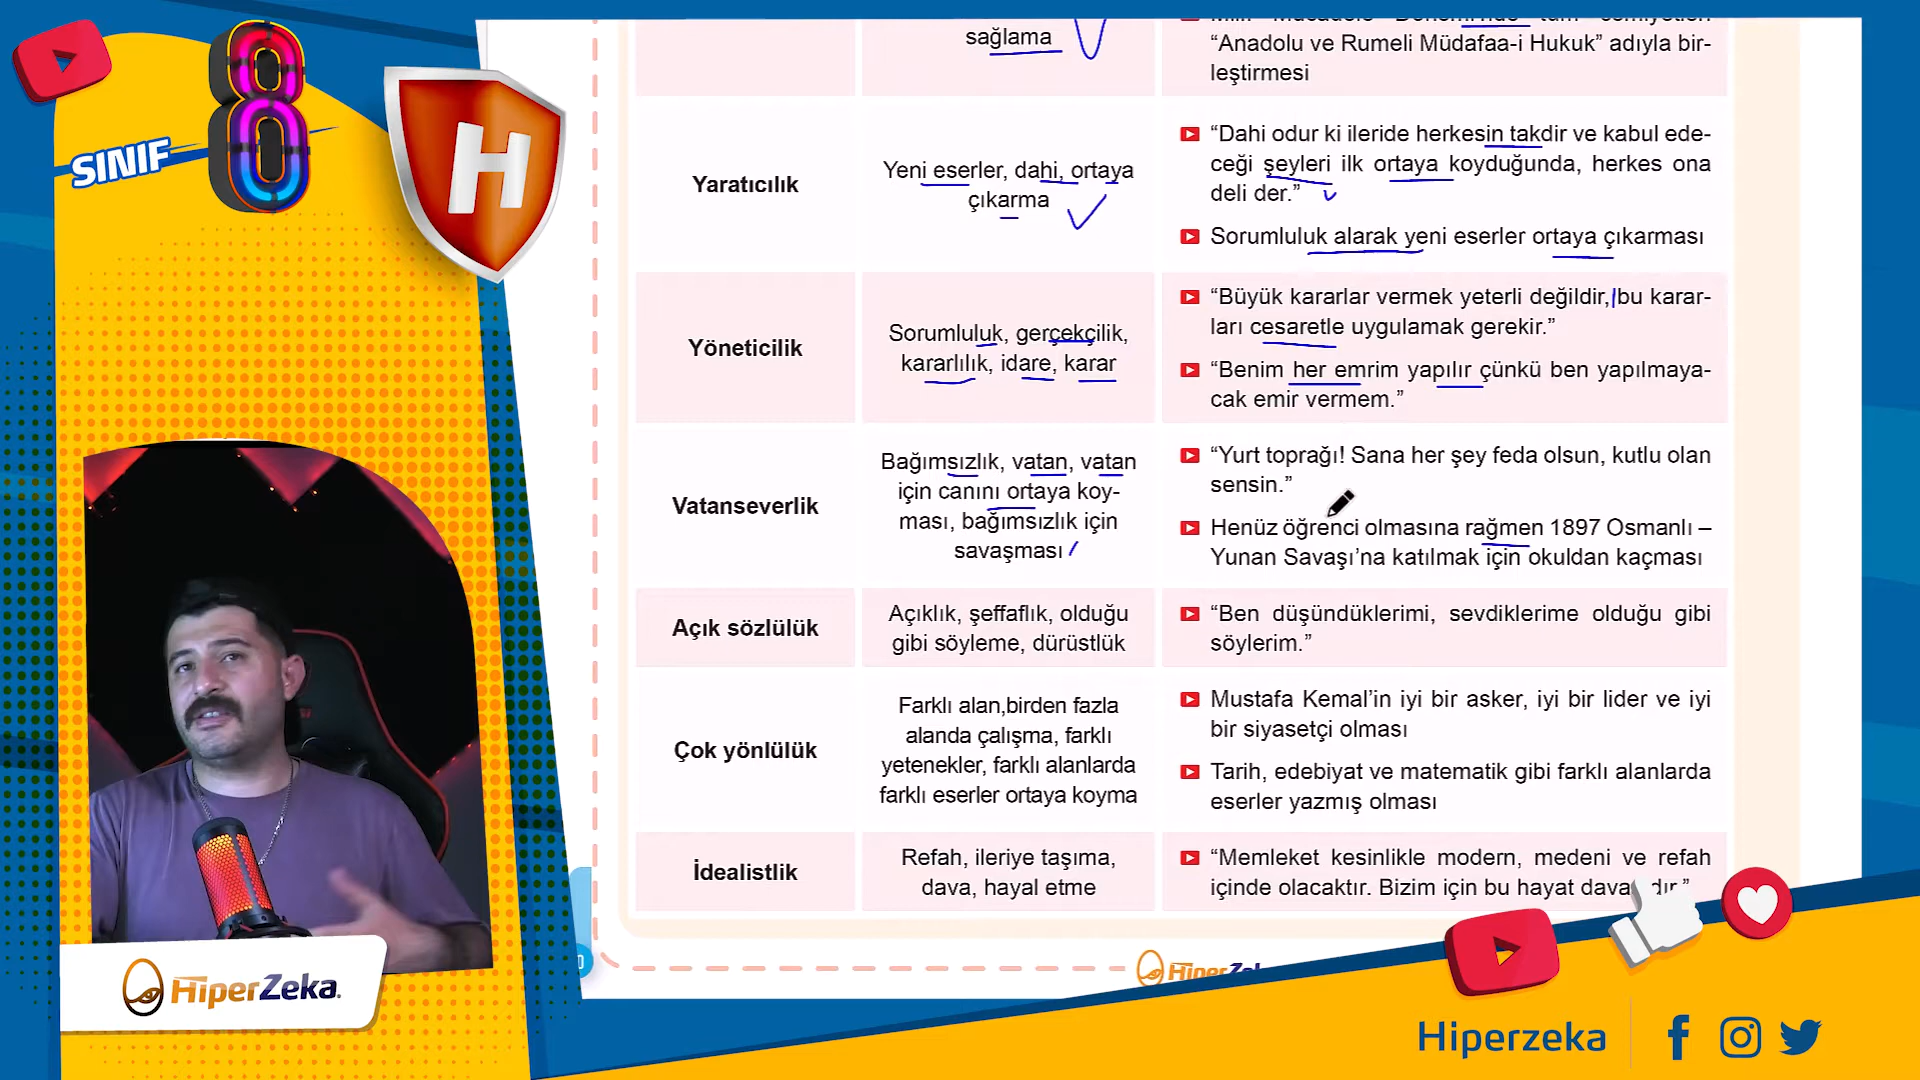 SINIF
8
H
sağlama
Milli Mücadele Dönemi'nde tüm cemiyetleri
“Anadolu ve Rumeli Müdafaa-i Hukuk” adıyla bir-
leştirmesi
Yaratıcılık
Yeni eserler, dahi, ortaya
çıkarma
“Dahi odur ki ileride herkesin takdir ve kabul ede-
ceği şeyleri ilk ortaya koyduğunda, herkes ona
deli der.”
Sorumluluk alarak yeni eserler ortaya çıkarması
Yöneticilik
Sorumluluk, gerçekçilik,
kararlılık, idare, karar
“Büyük kararlar vermek yeterli değildir, bu karar-
ları cesaretle uygulamak gerekir.”
“Benim her emrim yapılır çünkü ben yapılmaya-
cak emir vermem.”
Vatanseverlik
Bağımsızlık, vatan, vatan
için canını ortaya koy-
ması, bağımsızlık için
savaşması
“Yurt toprağı! Sana her şey feda olsun, kutlu olan
sensin.”
Henüz öğrenci olmasına rağmen 1897 Osmanlı –
Yunan Savaşı’na katılmak için okuldan kaçması
Açık sözlülük
Açıklık, şeffaflık, olduğu
gibi söyleme, dürüstlük
“Ben düşündüklerimi, sevdiklerime olduğu gibi
söylerim.”
Çok yönlülük
Farklı alan,birden fazla
alanda çalışma, farklı
yetenekler, farklı alanlarda
farklı eserler ortaya koyma
Mustafa Kemal’in iyi bir asker, iyi bir lider ve iyi
bir siyasetçi olması
Tarih, edebiyat ve matematik gibi farklı alanlarda
eserler yazmış olması
İdealistlik
Refah, ileriye taşıma,
dava, hayal etme
“Memleket kesinlikle modern, medeni ve refah
içinde olacaktır. Bizim için bu hayat
HiperZeka.
Hiperzeka